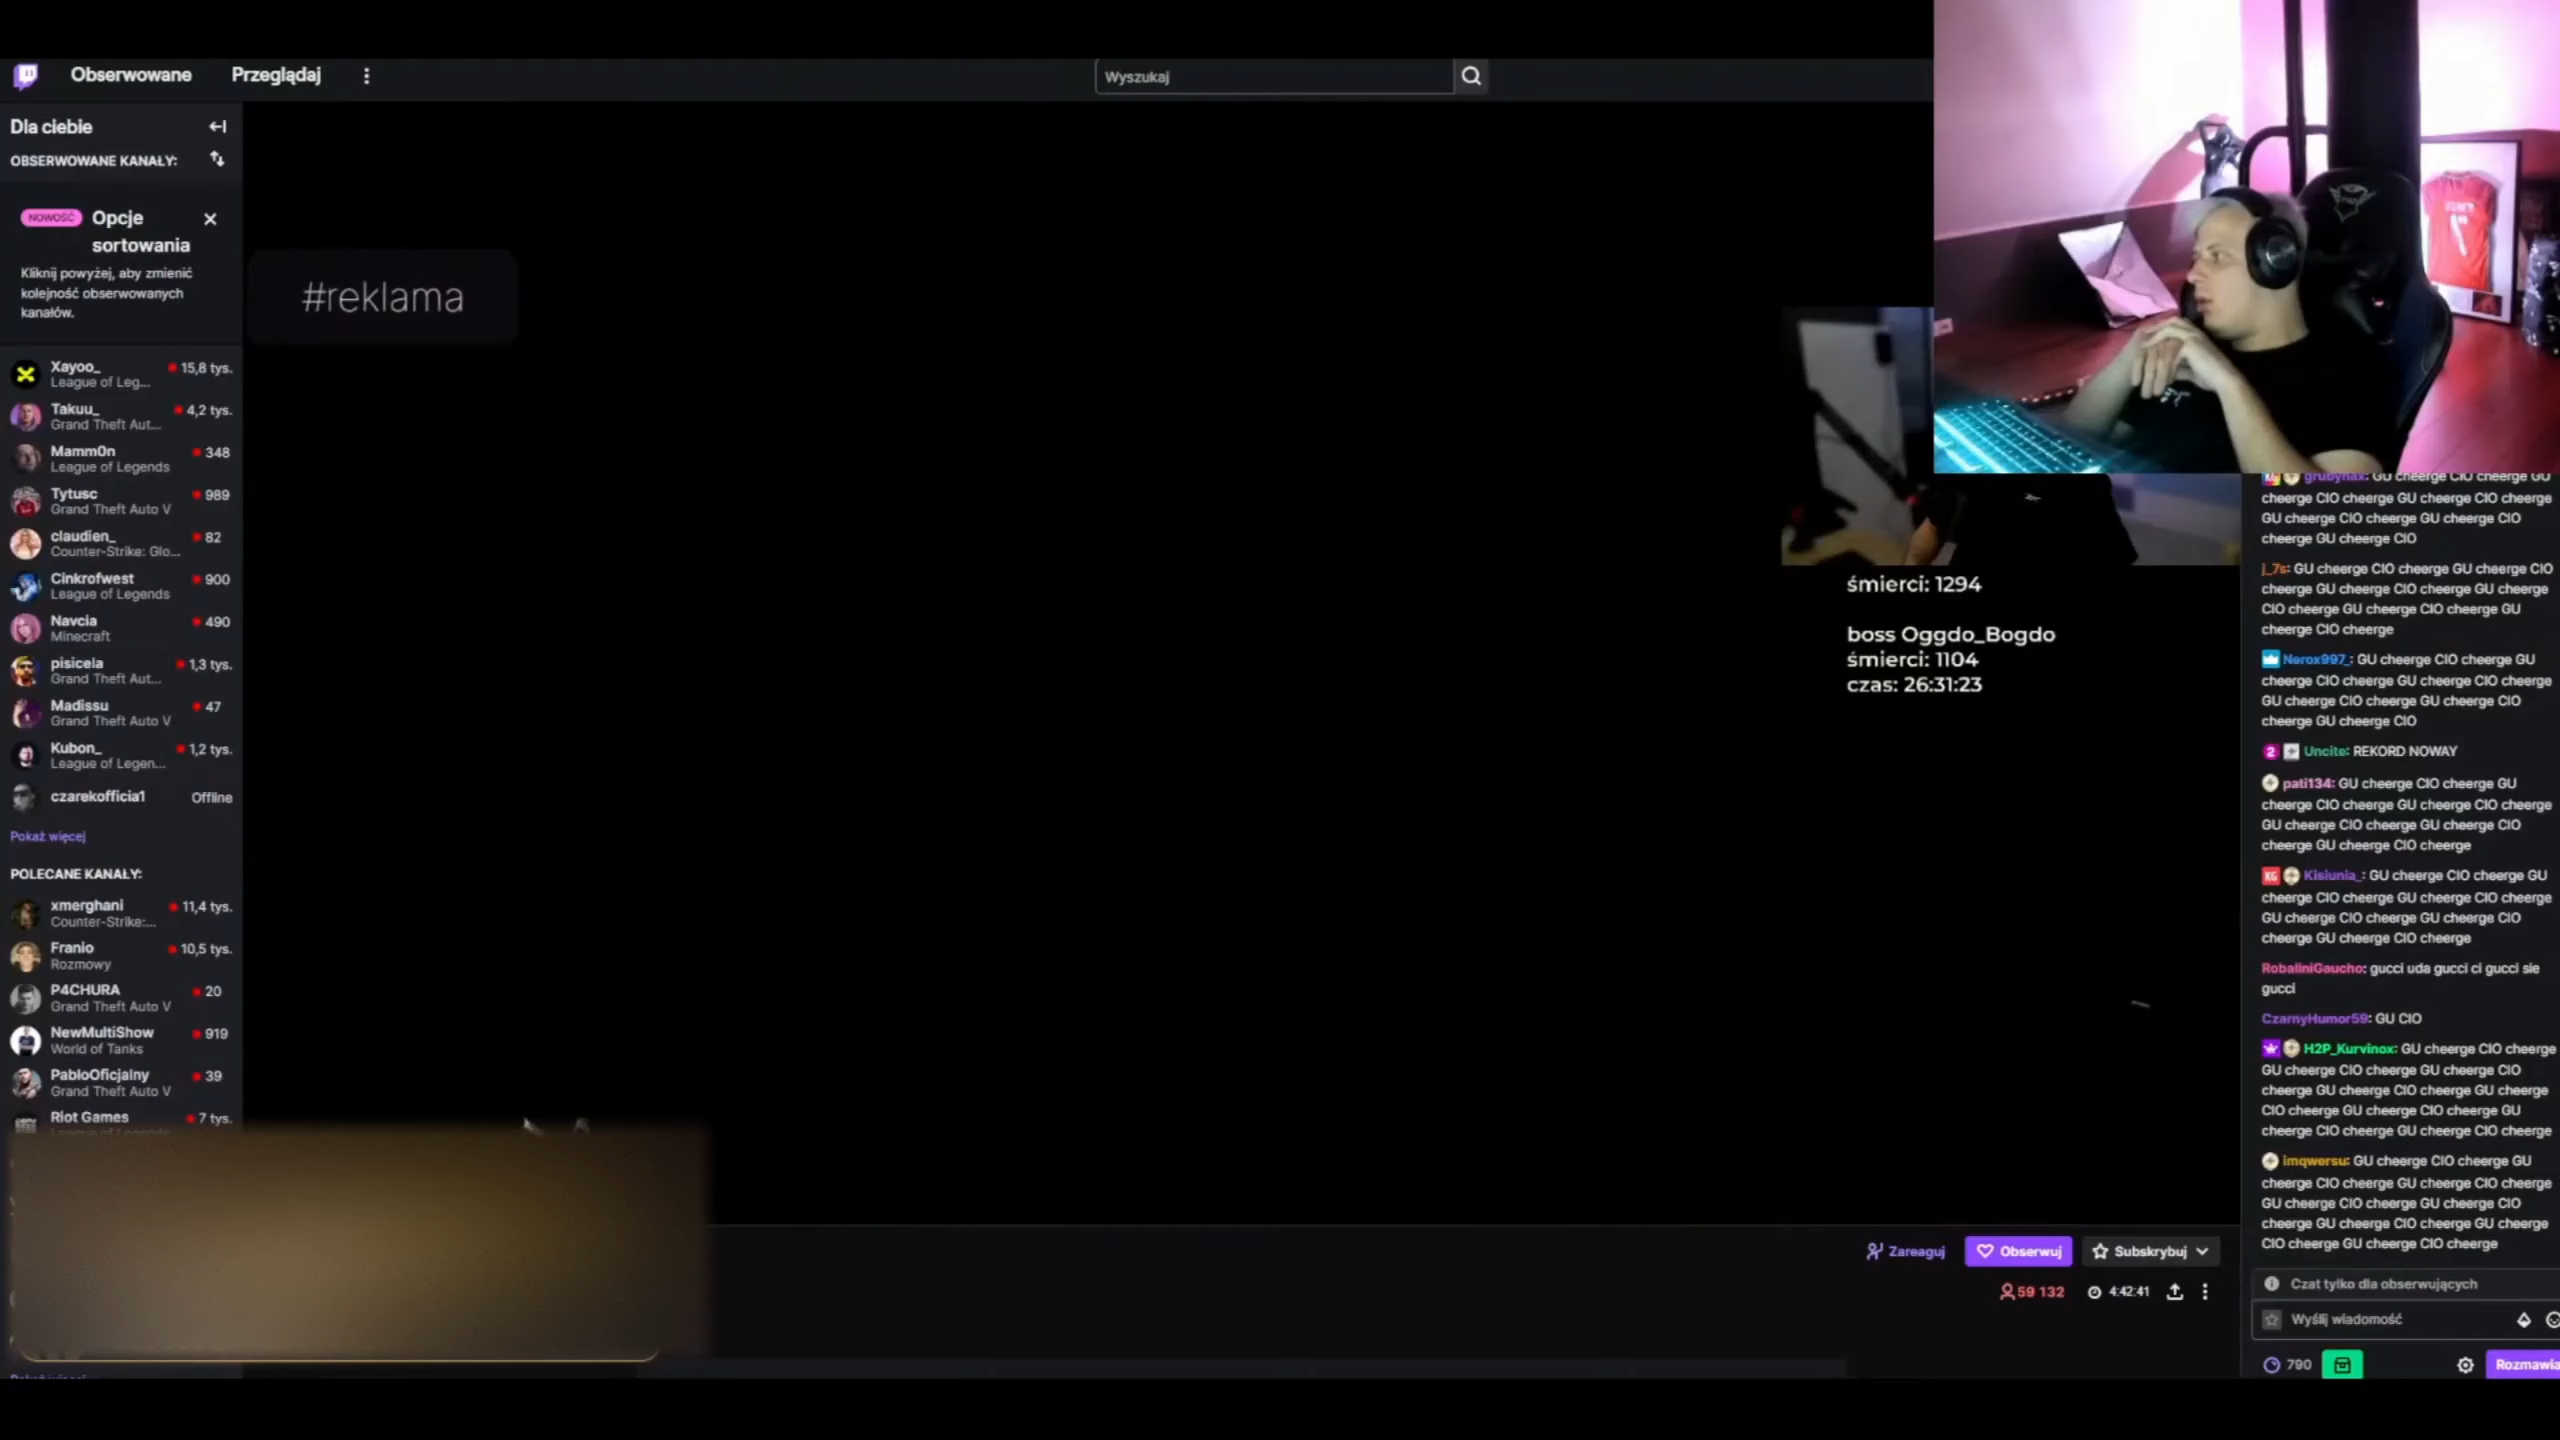 Obserwowane
Przeglądaj
Wyszukaj
Dla ciebie
OBSERWOWANE KANAŁY:
NOWOŚĆ
Opcje
sortowania
Kliknij powyżej, aby zmienić
kolejność obserwowanych
kanałów.
#reklama
Xayoo_ 15,8 tys.
League of Leg...
Takuu_ 4,2 tys.
Grand Theft Aut...
Mamm0n 348
League of Legends
Tytusc 989
Grand Theft Auto V
claudien_ 82
Counter-Strike: Glo...
Cinkrofwest 900
League of Legends
Navcia 490
Minecraft
pisicela 1,3 tys.
Grand Theft Aut...
Madissu 47
Grand Theft Auto V
Kubon_ 1,2 tys.
League of Legen...
czarekofficia1 Offline
Pokaż więcej
POLECANE KANAŁY:
xmerghani 11,4 tys.
Counter-Strike:...
Franio 10,5 tys.
Rozmowy
P4CHURA 20
Grand Theft Auto V
NewMultiShow 919
World of Tanks
PabloOficjalny 39
Grand Theft Auto V
Riot Games 7 tys.
League of Legends
śmierci: 1294
boss Oggdo_Bogdo
śmierci: 1104
czas: 26:31:23
Zareaguj
Obserwuj
Subskrybuj
59 132
4:42:41
grubynax: GU cheerge CIO cheerge GU
cheerge CIO cheerge GU cheerge CIO cheerge
GU cheerge CIO cheerge GU cheerge CIO
cheerge GU cheerge CIO
j_7s: GU cheerge CIO cheerge GU cheerge CIO
cheerge GU cheerge CIO cheerge GU cheerge
CIO cheerge GU cheerge CIO cheerge GU
cheerge CIO cheerge
Nerox997_: GU cheerge CIO cheerge GU
cheerge CIO cheerge GU cheerge CIO cheerge
GU cheerge CIO cheerge GU cheerge CIO
cheerge GU cheerge CIO
2 Uncite: REKORD NOWAY
pati134: GU cheerge CIO cheerge GU
cheerge CIO cheerge GU cheerge CIO cheerge
GU cheerge CIO cheerge GU cheerge CIO
cheerge GU cheerge CIO cheerge
KG Kisiunia_: GU cheerge CIO cheerge GU
cheerge CIO cheerge GU cheerge CIO cheerge
GU cheerge CIO cheerge GU cheerge CIO
cheerge GU cheerge CIO cheerge
RobaliniGaucho: gucci uda gucci ci gucci sie
gucci
CzarnyHumor59: GU CIO
H2P_Kurvinox: GU cheerge CIO cheerge
GU cheerge CIO cheerge GU cheerge CIO
cheerge GU cheerge CIO cheerge GU cheerge
CIO cheerge GU cheerge CIO cheerge GU
cheerge CIO cheerge GU cheerge CIO cheerge
imqwersu: GU cheerge CIO cheerge GU
cheerge CIO cheerge GU cheerge CIO cheerge
GU cheerge CIO cheerge GU cheerge CIO
cheerge GU cheerge CIO cheerge GU cheerge
CIO cheerge GU cheerge CIO cheerge
Czat tylko dla obserwujących
Wyślij wiadomość
790
Rozmawia